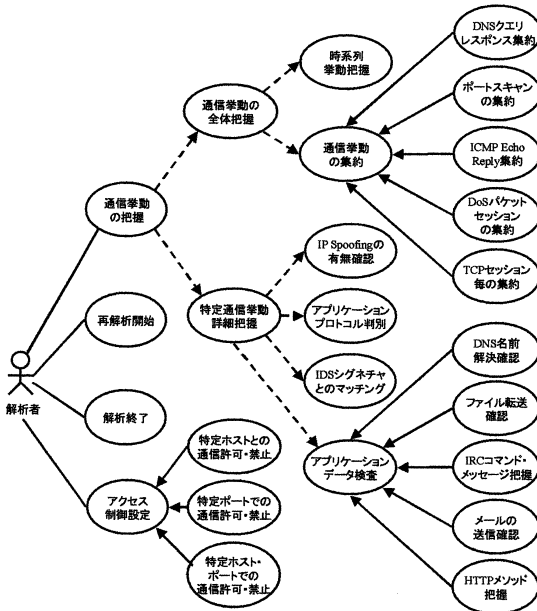 DNSクエリ
レスポンス集約
時系列
挙動把握
ポートスキャン
の集約
通信挙動の
全体把握
通信挙動
の集約
ICMP Echo
Reply集約
通信挙動
の把握
DoSパケット
セッション
の集約
IP Spoofingの
有無確認
TCPセッション
毎の集約
特定通信挙動
詳細把握
アプリケーション
プロトコル判別
再解析開始
DNS名前
解決確認
IDSシグネチャ
とのマッチング
解析者
解析終了
ファイル転送
確認
特定ホストとの
通信許可・禁止
アプリケーション
データ検査
IRCコマンド・
メッセージ把握
アクセス
制御設定
特定ポートでの
通信許可・禁止
メールの
送信確認
特定ホスト・
ポートでの
通信許可・禁止
HTTPメソッド
把握